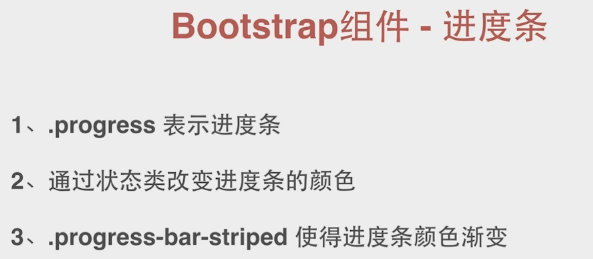 Bootstrap组件 - 进度条
1、.progress 表示进度条
2、通过状态类改变进度条的颜色
3、.progress-bar-striped 使得进度条颜色渐变